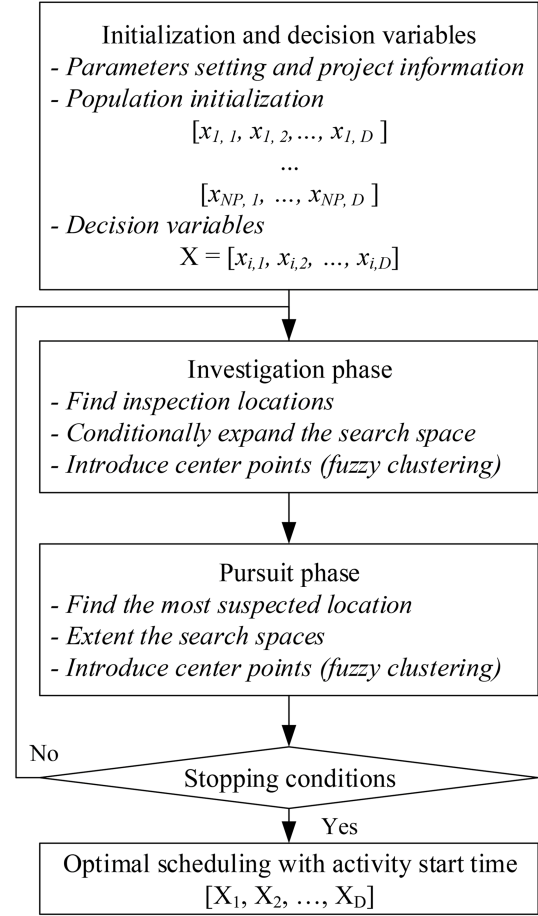 Initialization and decision variables
- Parameters setting and project information
- Population initialization
[x1, 1, x1, 2,..., x1, D ]
...
[xNP, 1, ..., xNP, D ]
- Decision variables
X = [xi,1, xi,2, ..., xi,D]
Investigation phase
- Find inspection locations
- Conditionally expand the search space
- Introduce center points (fuzzy clustering)
Pursuit phase
- Find the most suspected location
- Extent the search spaces
- Introduce center points (fuzzy clustering)
No
Stopping conditions
Yes
Optimal scheduling with activity start time
[X1, X2, ..., XD]